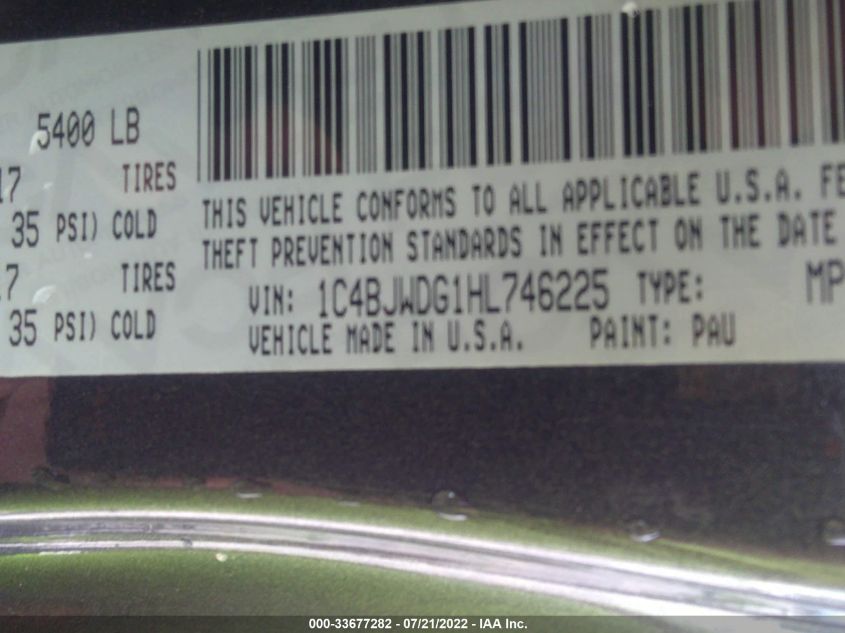 5400 LB
17 TIRES
35 PSI) COLD
17 TIRES
35 PSI) COLD
THIS VEHICLE CONFORMS TO ALL APPLICABLE U.S.A. FE
THEFT PREVENTION STANDARDS IN EFFECT ON THE DATE
VIN: 1C4BJWDG1HL746225 TYPE: MP
VEHICLE MADE IN U.S.A. PAINT: PAU
000-33677282 - 07/21/2022 - IAA Inc.